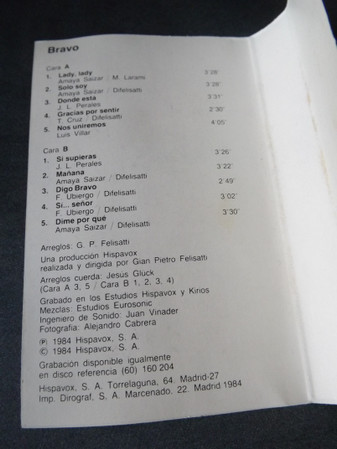 Bravo
Cara A
1. Lady, lady 3'26"
Amaya Saizar / M. Larans
2. Solo soy 3'28"
Amaya Saizar / Difelisatti
3. Donde esta 3'31"
J. L. Perales
4. Gracias por sentir 2'30"
T. Cruz / Difelisatti
5. Nos uniremos 4'05"
Luis Villar
Cara B
1. Si supieras 3'26"
J. L. Perales
2. Mañana 3'22"
Amaya Saizar / Difelisatti
3. Digo Bravo 2'49"
F. Ubiergo / Difelisatti
4. Si... señor 3'02"
F. Ubiergo / Difelisatti
5. Dime por qué 3'30"
Amaya Saizar / Difelisatti
Arreglos: G. P. Felisatti
Una producción Hispavox
realizada y dirigida por Gian Pietro Felisatti
Arreglos cuerda: Jesús Glück
(Cara A 3, 5 / Cara B 1, 2, 3, 4)
Grabado en los Estudios Hispavox y Kirios
Mezclas: Estudios Eurosonic
Ingeniero de Sonido: Juan Vinader
Fotografía: Alejandro Cabrera
Ⓟ 1984 Hispavox, S. A.
© 1984 Hispavox, S. A.
Grabación disponible igualmente
en disco referencia (60) 160 204
Hispavox, S. A. Torrelaguna, 64. Madrid-27
Imp. Dirograf, S. A. Marcenado, 22. Madrid 1984